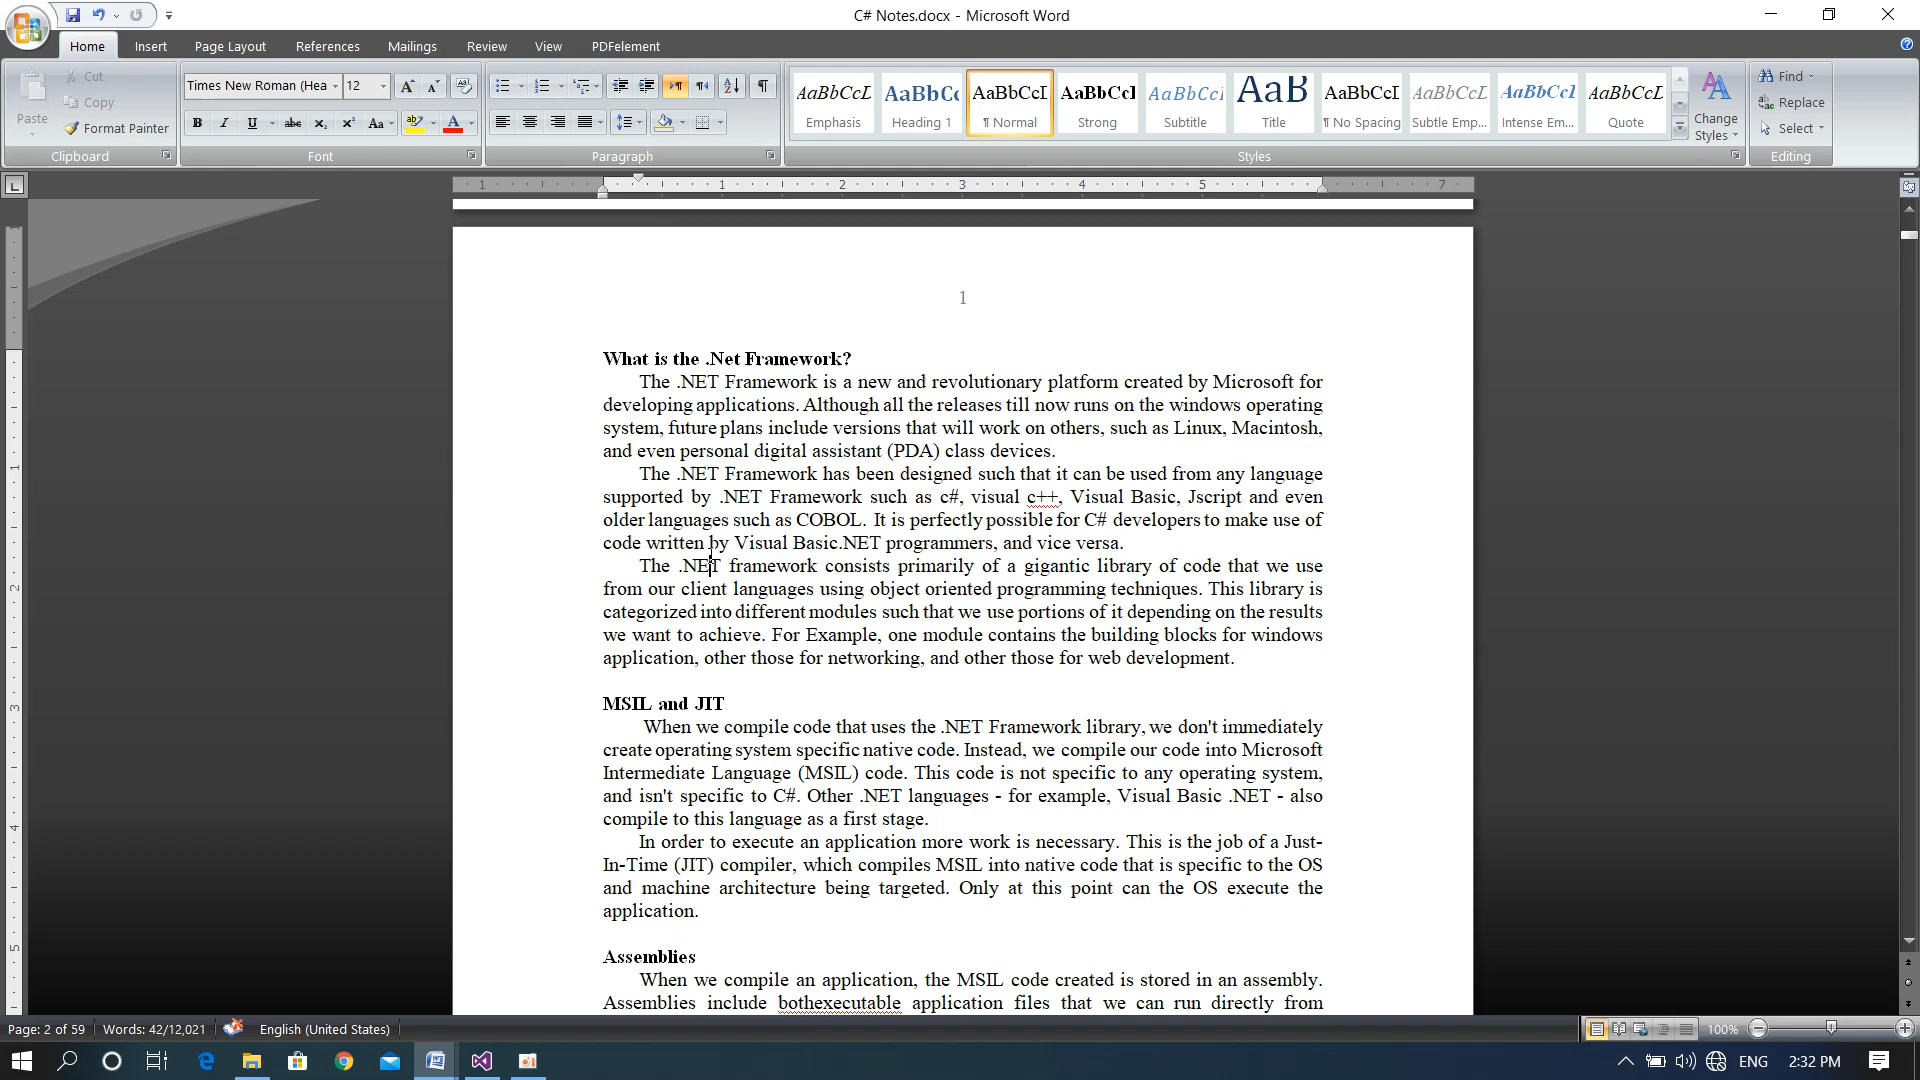 C# Notes.docx - Microsoft Word
Home Insert Page Layout References Mailings Review View PDFelement
Paste
Cut
Copy
Format Painter
Clipboard
Times New Roman (Hea 12
B I U abc x₂ x² Aa
Font
Paragraph
AaBbCcL AaBbCc AaBbCcI AaBbCcI AaBbCcI AaB AaBbCcI AaBbCcL AaBbCcI AaBbCcL
Emphasis Heading 1 ¶ Normal Strong Subtitle Title ¶ No Spacing Subtle Emp... Intense Em... Quote
Styles
Change Styles
Find
Replace
Select
Editing
1 1 2 3 4 5 7
1
What is the .Net Framework?
The .NET Framework is a new and revolutionary platform created by Microsoft for
developing applications. Although all the releases till now runs on the windows operating
system, future plans include versions that will work on others, such as Linux, Macintosh,
and even personal digital assistant (PDA) class devices.
The .NET Framework has been designed such that it can be used from any language
supported by .NET Framework such as c#, visual c++, Visual Basic, Jscript and even
older languages such as COBOL. It is perfectly possible for C# developers to make use of
code written by Visual Basic.NET programmers, and vice versa.
The .NET framework consists primarily of a gigantic library of code that we use
from our client languages using object oriented programming techniques. This library is
categorized into different modules such that we use portions of it depending on the results
we want to achieve. For Example, one module contains the building blocks for windows
application, other those for networking, and other those for web development.
MSIL and JIT
When we compile code that uses the .NET Framework library, we don't immediately
create operating system specific native code. Instead, we compile our code into Microsoft
Intermediate Language (MSIL) code. This code is not specific to any operating system,
and isn't specific to C#. Other .NET languages - for example, Visual Basic .NET - also
compile to this language as a first stage.
In order to execute an application more work is necessary. This is the job of a Just-
In-Time (JIT) compiler, which compiles MSIL into native code that is specific to the OS
and machine architecture being targeted. Only at this point can the OS execute the
application.
Assemblies
When we compile an application, the MSIL code created is stored in an assembly.
Assemblies include bothexecutable application files that we can run directly from
1
2
3
4
5
Page: 2 of 59 Words: 42/12,021 English (United States) 100%
ENG 2:32 PM